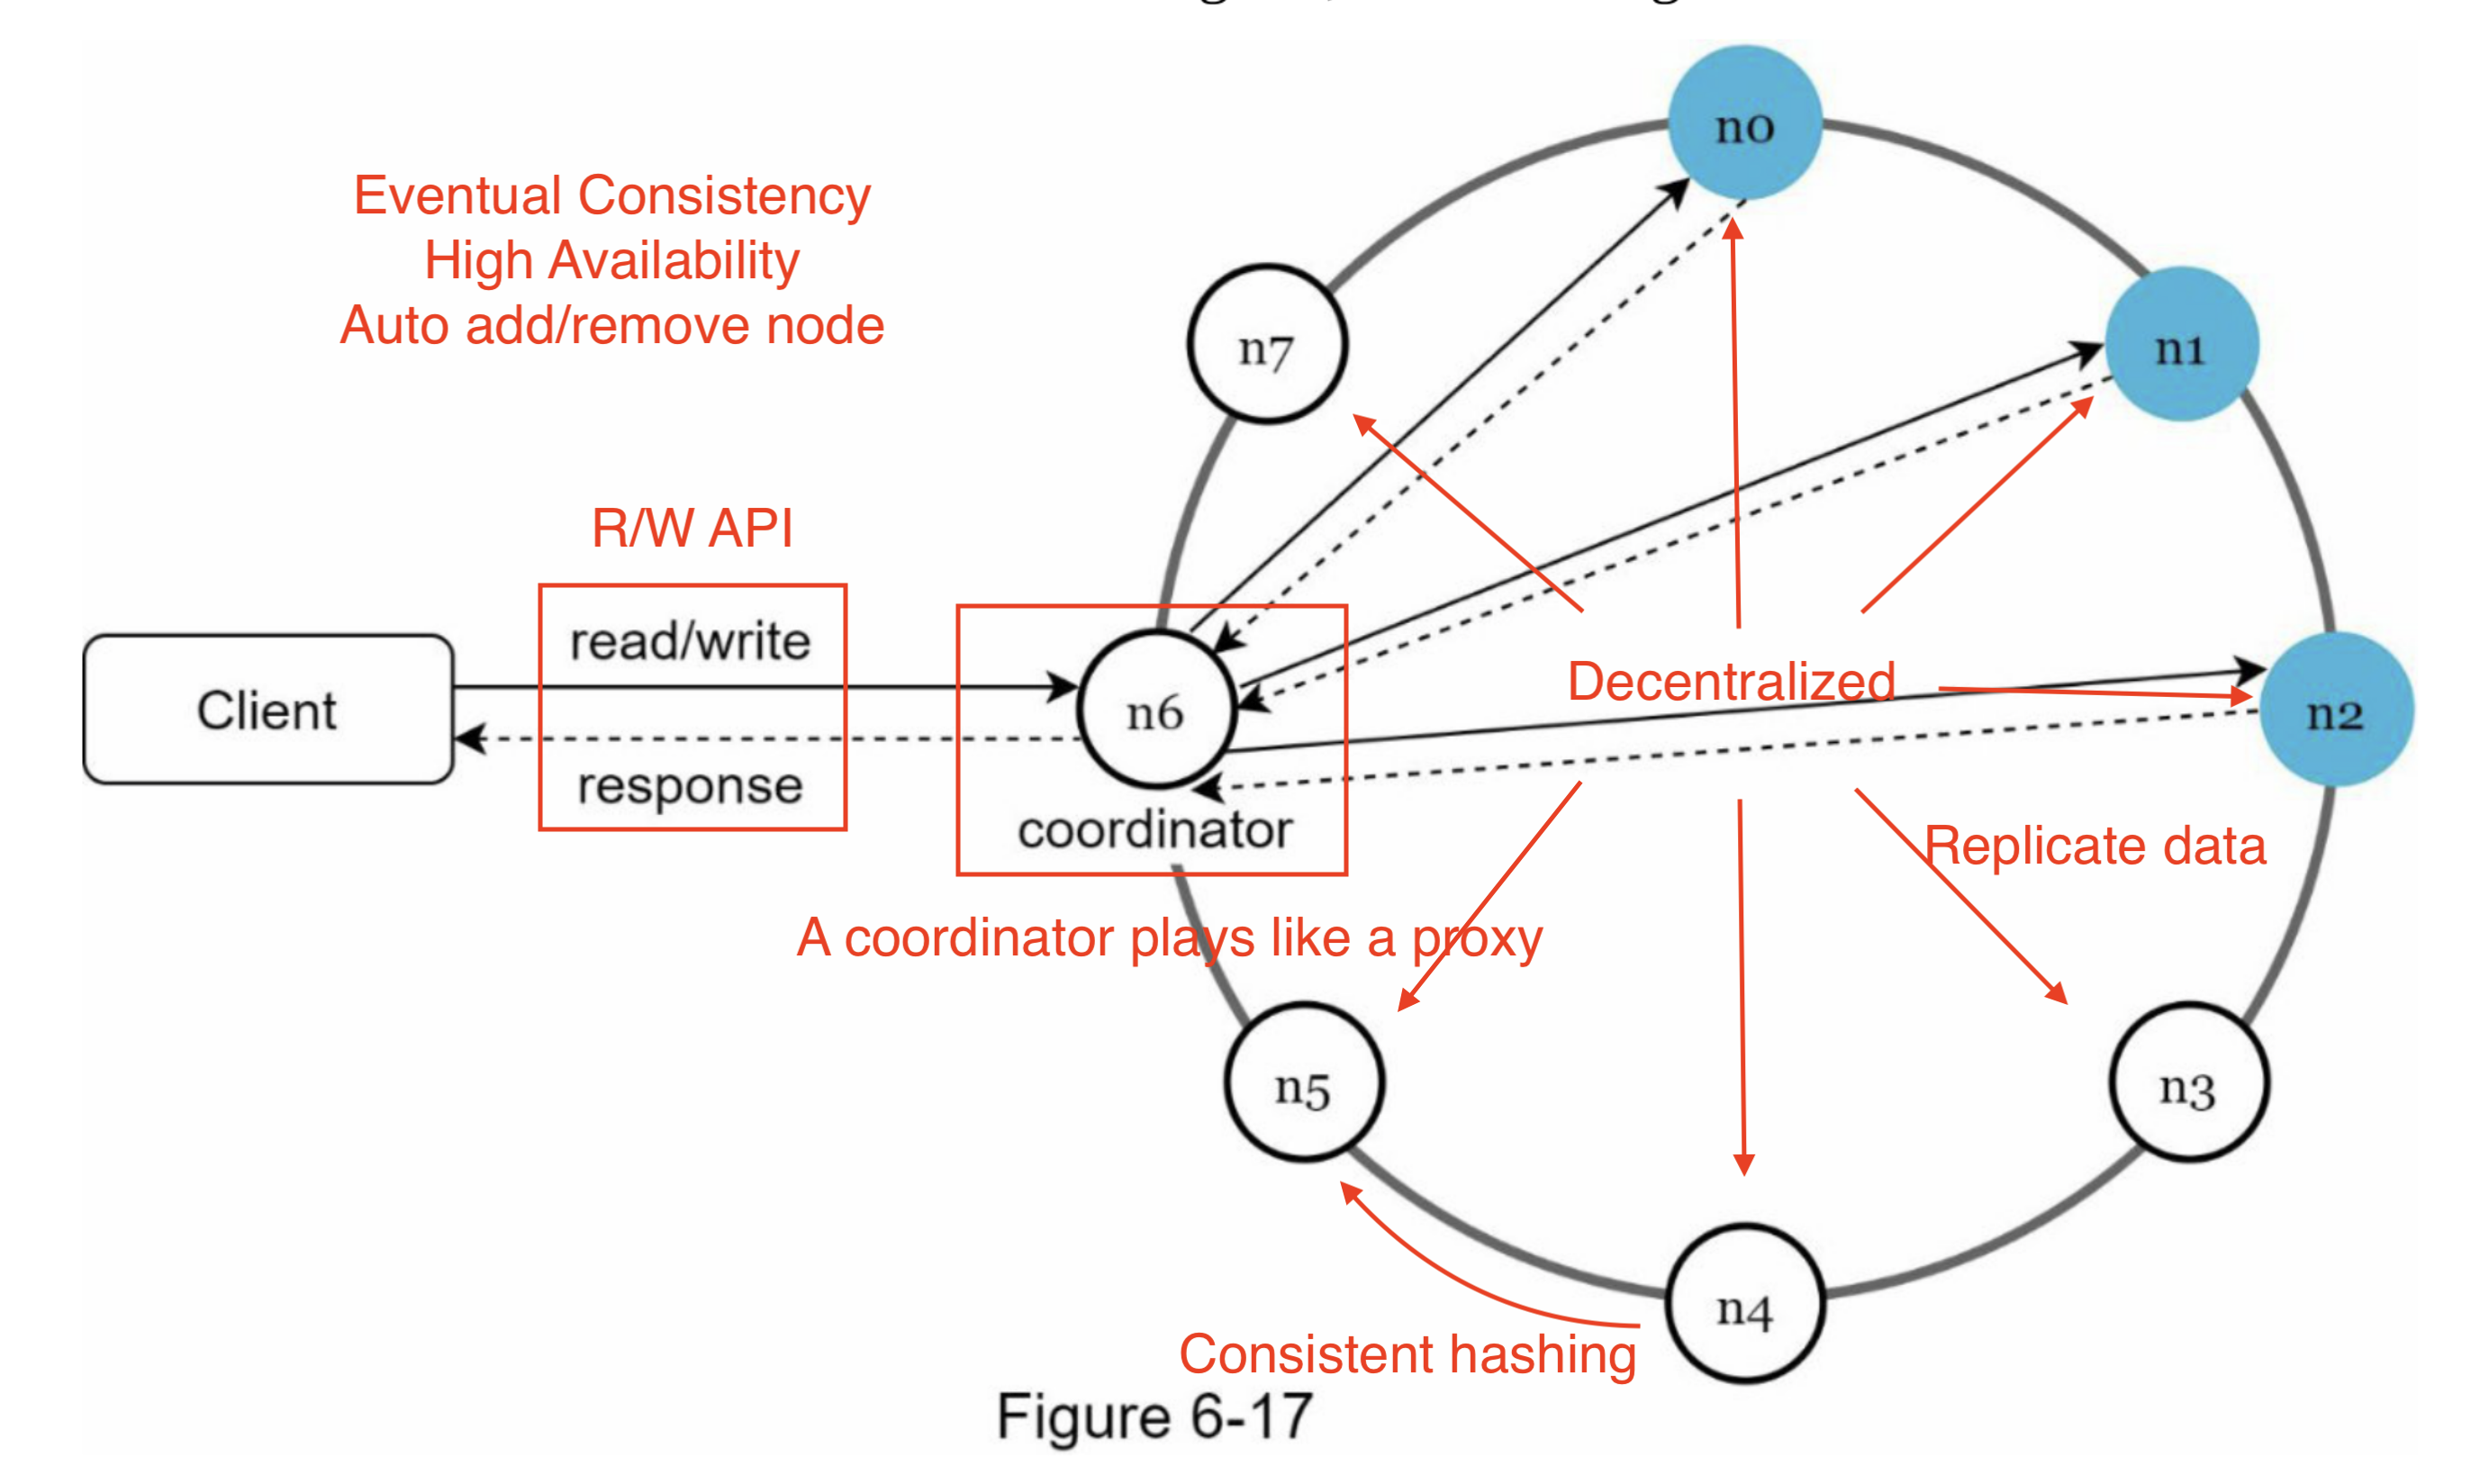 Eventual Consistency
High Availability
Auto add/remove node
n0
n7
n1
R/W API
read/write
Client
response
n6
coordinator
Decentralized
n2
Replicate data
A coordinator plays like a proxy
n5
n3
n4
Consistent hashing
Figure 6-17